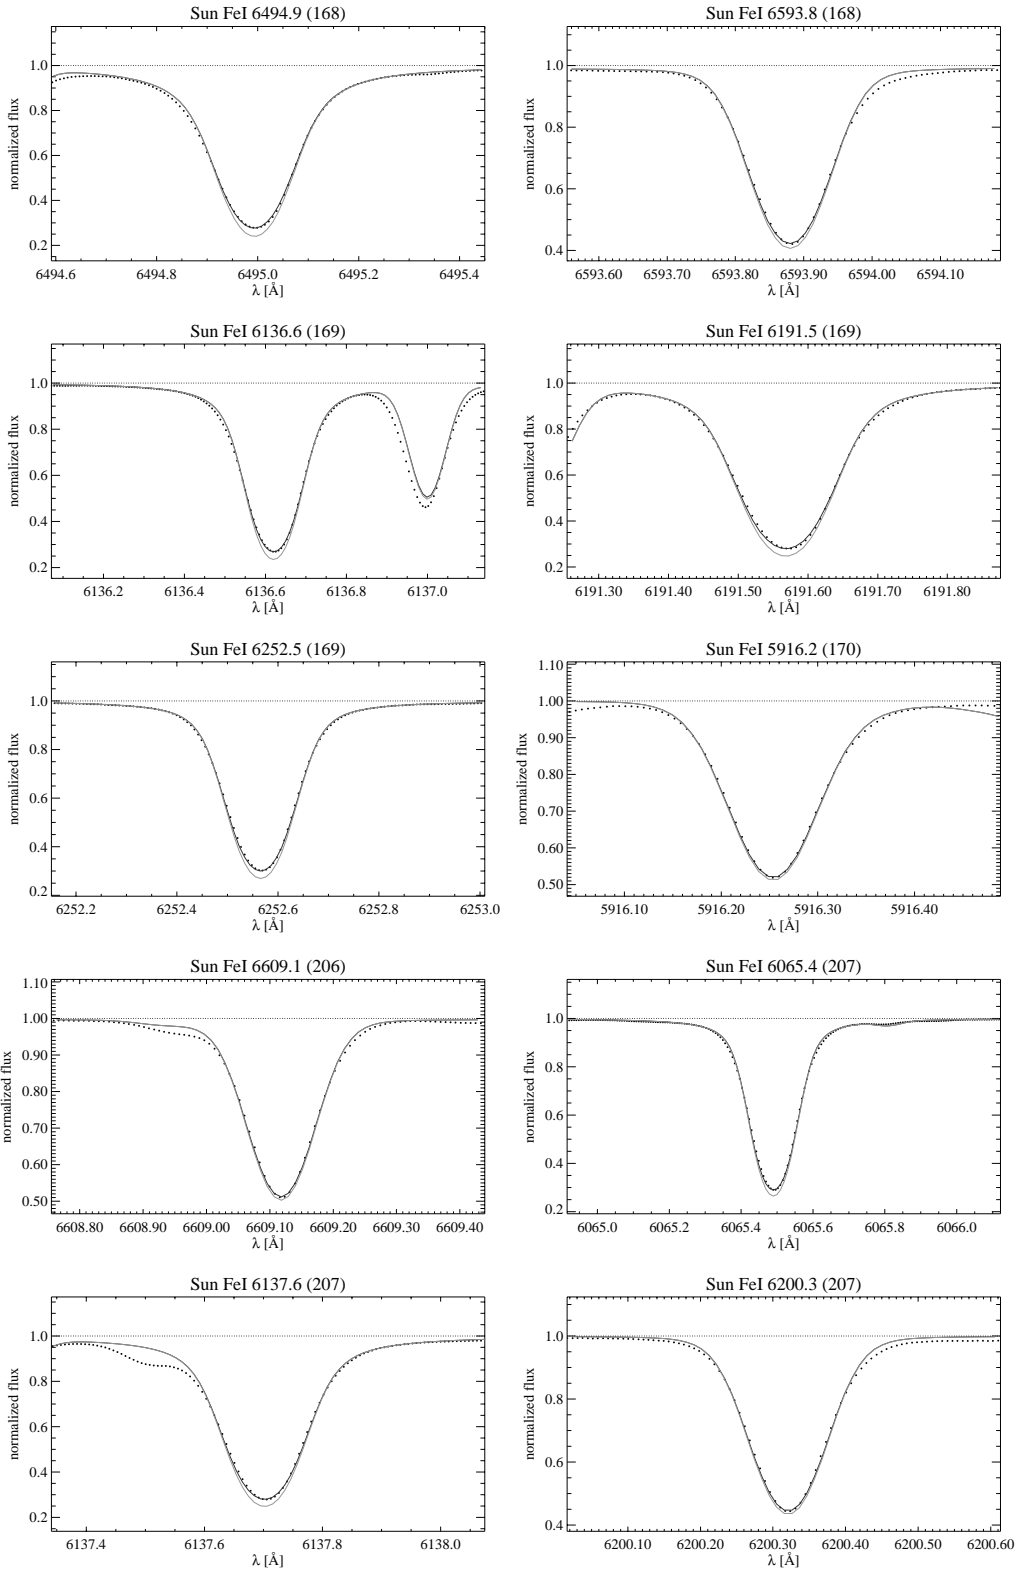 Sun FeI 6494.9 (168)
normalized flux
1.0
0.8
0.6
0.4
0.2
6494.6 6494.8 6495.0 6495.2 6495.4
λ [Å]
Sun FeI 6593.8 (168)
normalized flux
1.0
0.8
0.6
0.4
6593.60 6593.70 6593.80 6593.90 6594.00 6594.10
λ [Å]
Sun FeI 6136.6 (169)
normalized flux
1.0
0.8
0.6
0.4
0.2
6136.2 6136.4 6136.6 6136.8 6137.0
λ [Å]
Sun FeI 6191.5 (169)
normalized flux
1.0
0.8
0.6
0.4
0.2
6191.30 6191.40 6191.50 6191.60 6191.70 6191.80
λ [Å]
Sun FeI 6252.5 (169)
normalized flux
1.0
0.8
0.6
0.4
0.2
6252.2 6252.4 6252.6 6252.8 6253.0
λ [Å]
Sun FeI 5916.2 (170)
normalized flux
1.10
1.00
0.90
0.80
0.70
0.60
0.50
5916.10 5916.20 5916.30 5916.40
λ [Å]
Sun FeI 6609.1 (206)
normalized flux
1.10
1.00
0.90
0.80
0.70
0.60
0.50
6608.80 6608.90 6609.00 6609.10 6609.20 6609.30 6609.40
λ [Å]
Sun FeI 6065.4 (207)
normalized flux
1.0
0.8
0.6
0.4
0.2
6065.0 6065.2 6065.4 6065.6 6065.8 6066.0
λ [Å]
Sun FeI 6137.6 (207)
normalized flux
1.0
0.8
0.6
0.4
0.2
6137.4 6137.6 6137.8 6138.0
λ [Å]
Sun FeI 6200.3 (207)
normalized flux
1.0
0.8
0.6
0.4
6200.10 6200.20 6200.30 6200.40 6200.50 6200.60
λ [Å]